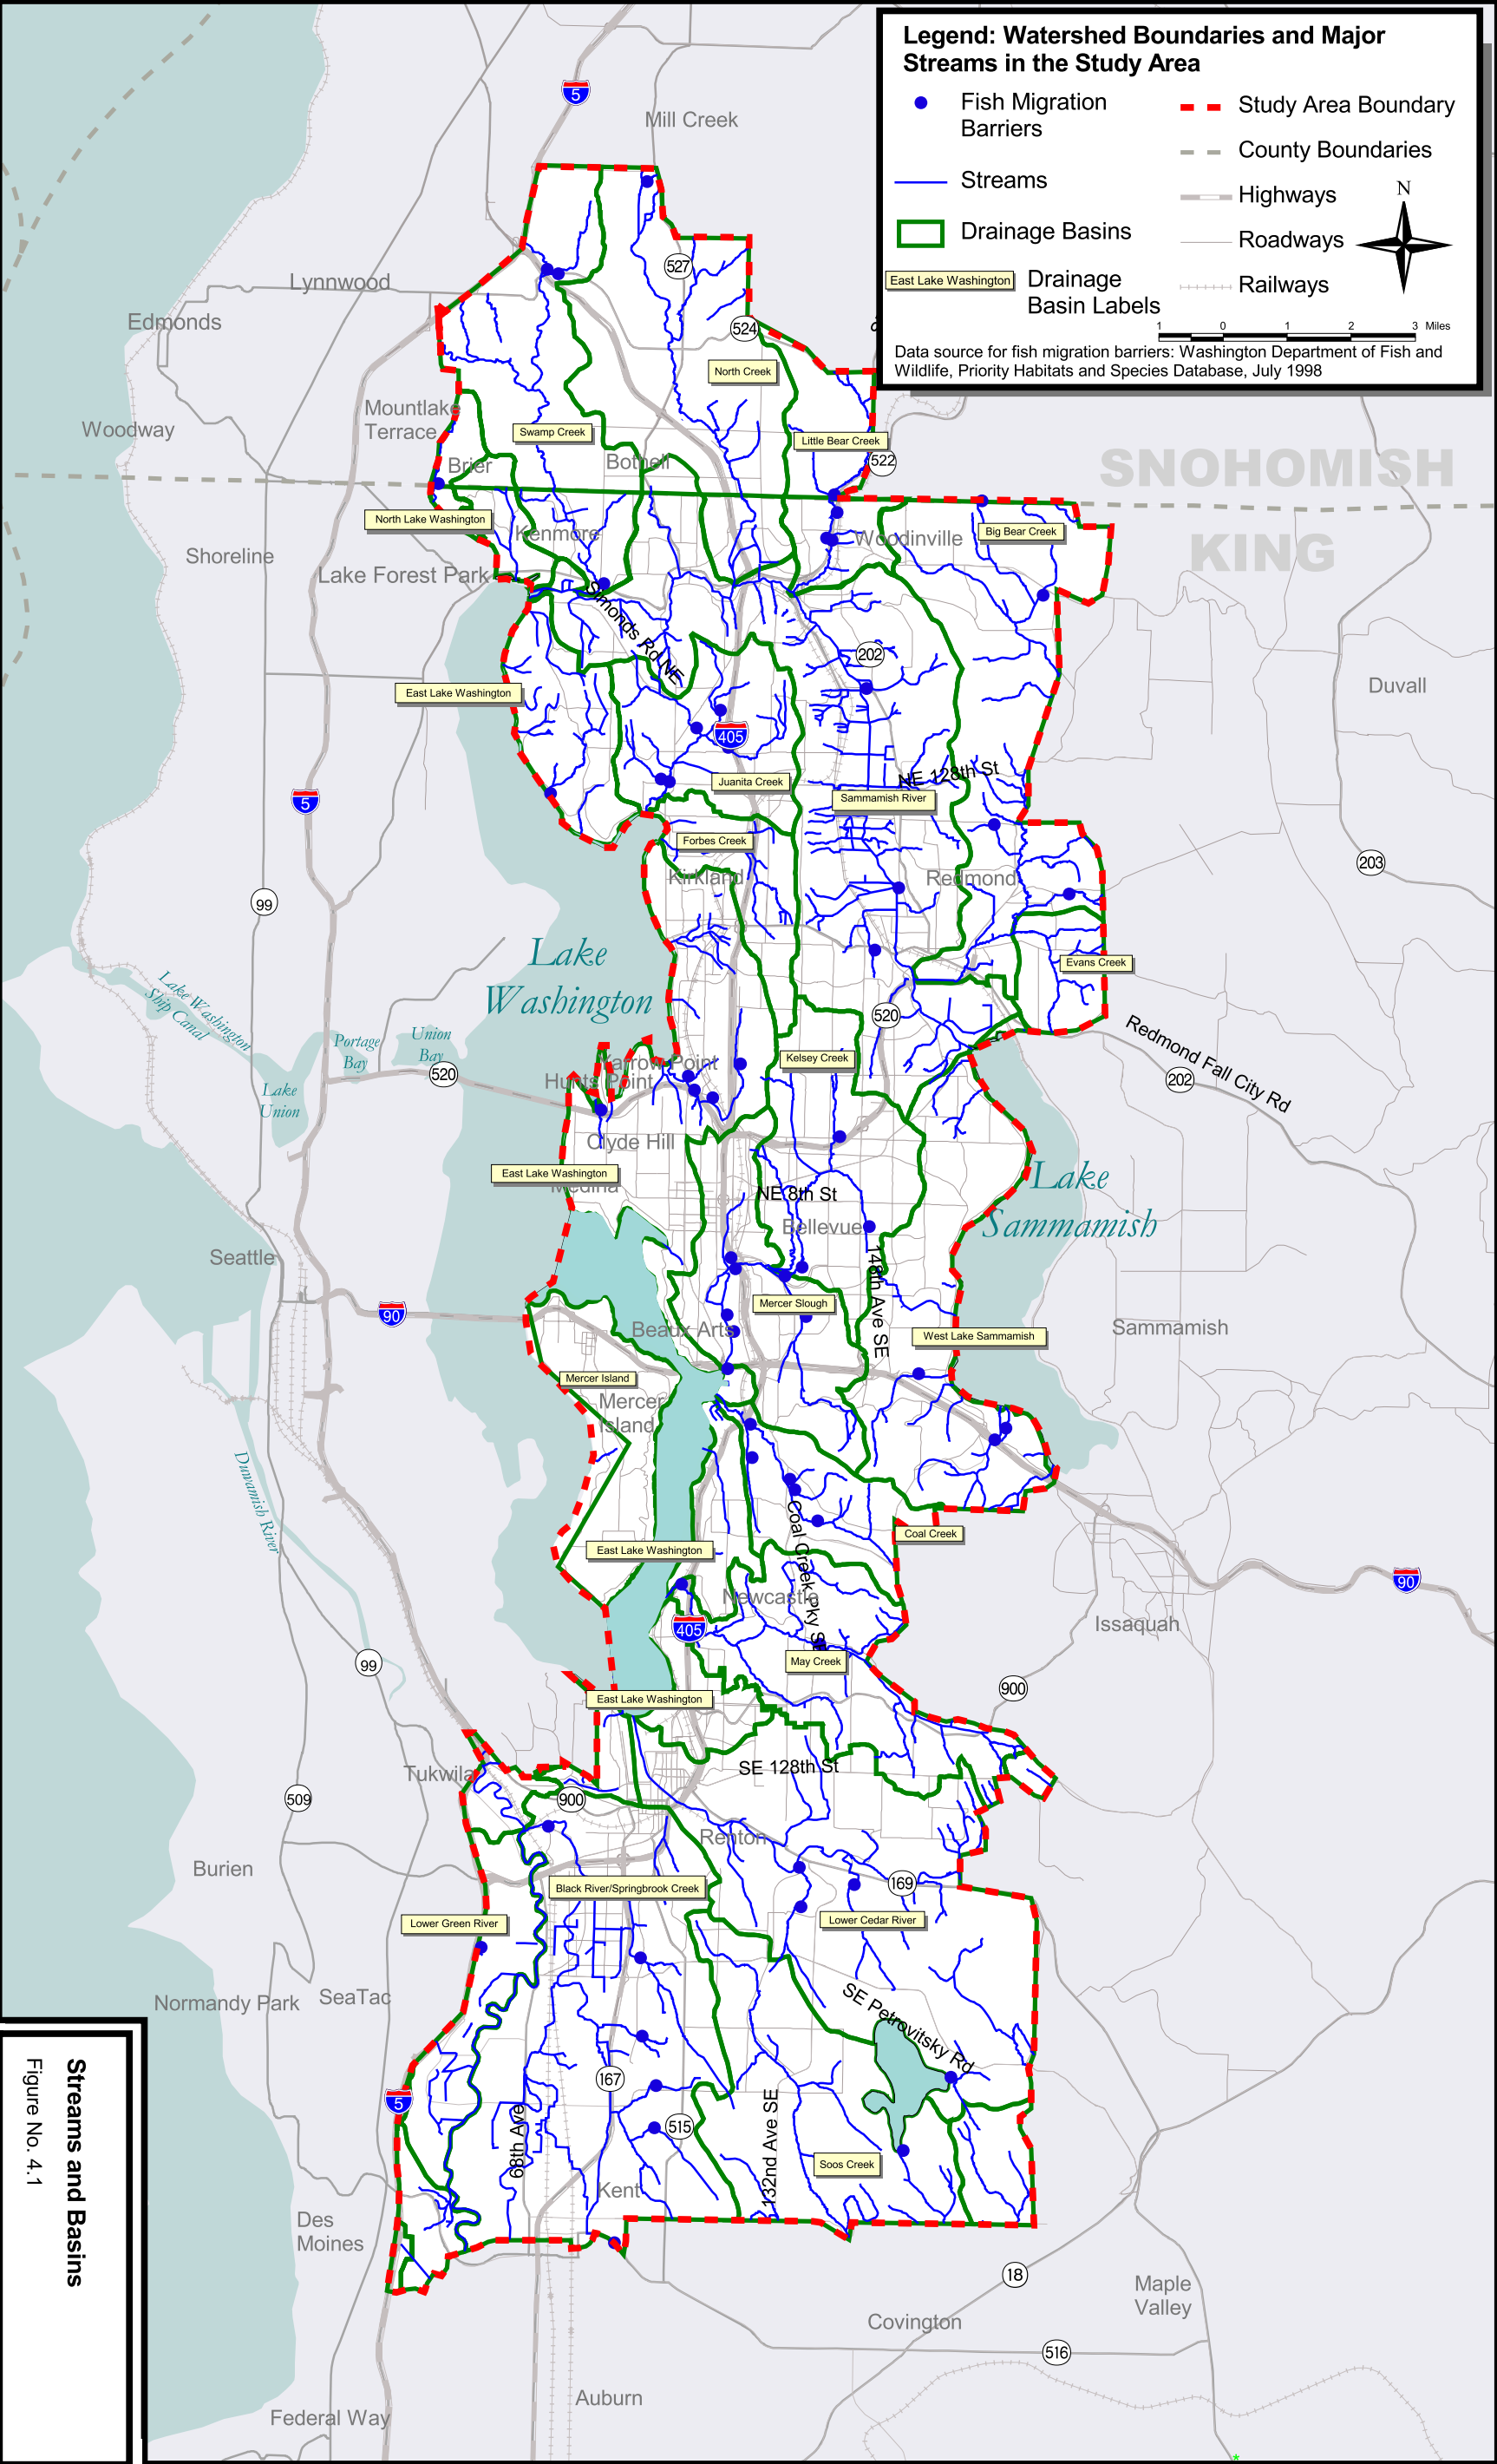 Legend: Watershed Boundaries and Major
Streams in the Study Area
Fish Migration
Barriers
Streams
Drainage Basins
East Lake Washington
Drainage
Basin Labels
Study Area Boundary
County Boundaries
Highways
Roadways
Railways
N
1 0 1 2 3 Miles
Data source for fish migration barriers: Washington Department of Fish and
Wildlife, Priority Habitats and Species Database, July 1998
5
Mill Creek
527
Lynnwood
Edmonds
524
North Creek
Mountlake
Terrace
Woodway
Swamp Creek
Little Bear Creek
522
Brier
Bothell
SNOHOMISH
KING
North Lake Washington
Kenmore
Woodinville
Big Bear Creek
Shoreline
Lake Forest Park
Simonds Rd NE
202
East Lake Washington
Duvall
405
NE 128th St
Juanita Creek
Sammamish River
5
Forbes Creek
Kirkland
Redmond
203
99
Lake
Washington
Evans Creek
Lake Washington
Ship Canal
Portage
Bay
Union
Bay
520
520
Lake
Union
Redmond Fall City Rd
202
Kelsey Creek
Yarrow Point
Hunts Point
Clyde Hill
East Lake Washington
Medina
NE 8th St
Bellevue
Lake
Sammamish
148th Ave SE
Seattle
90
Mercer Slough
Beaux Arts
West Lake Sammamish
Sammamish
Mercer Island
Mercer
Island
Duwamish River
Coal Creek Pky SE
Coal Creek
East Lake Washington
90
Newcastle
405
Issaquah
May Creek
99
900
East Lake Washington
SE 128th St
Tukwila
509
900
Renton
Burien
169
Black River/Springbrook Creek
Lower Green River
Lower Cedar River
Normandy Park
SeaTac
SE Petrovitsky Rd
167
5
515
68th Ave
132nd Ave SE
Soos Creek
Kent
Des
Moines
18
Maple
Valley
Covington
516
Auburn
Federal Way
Streams and Basins
Figure No. 4.1